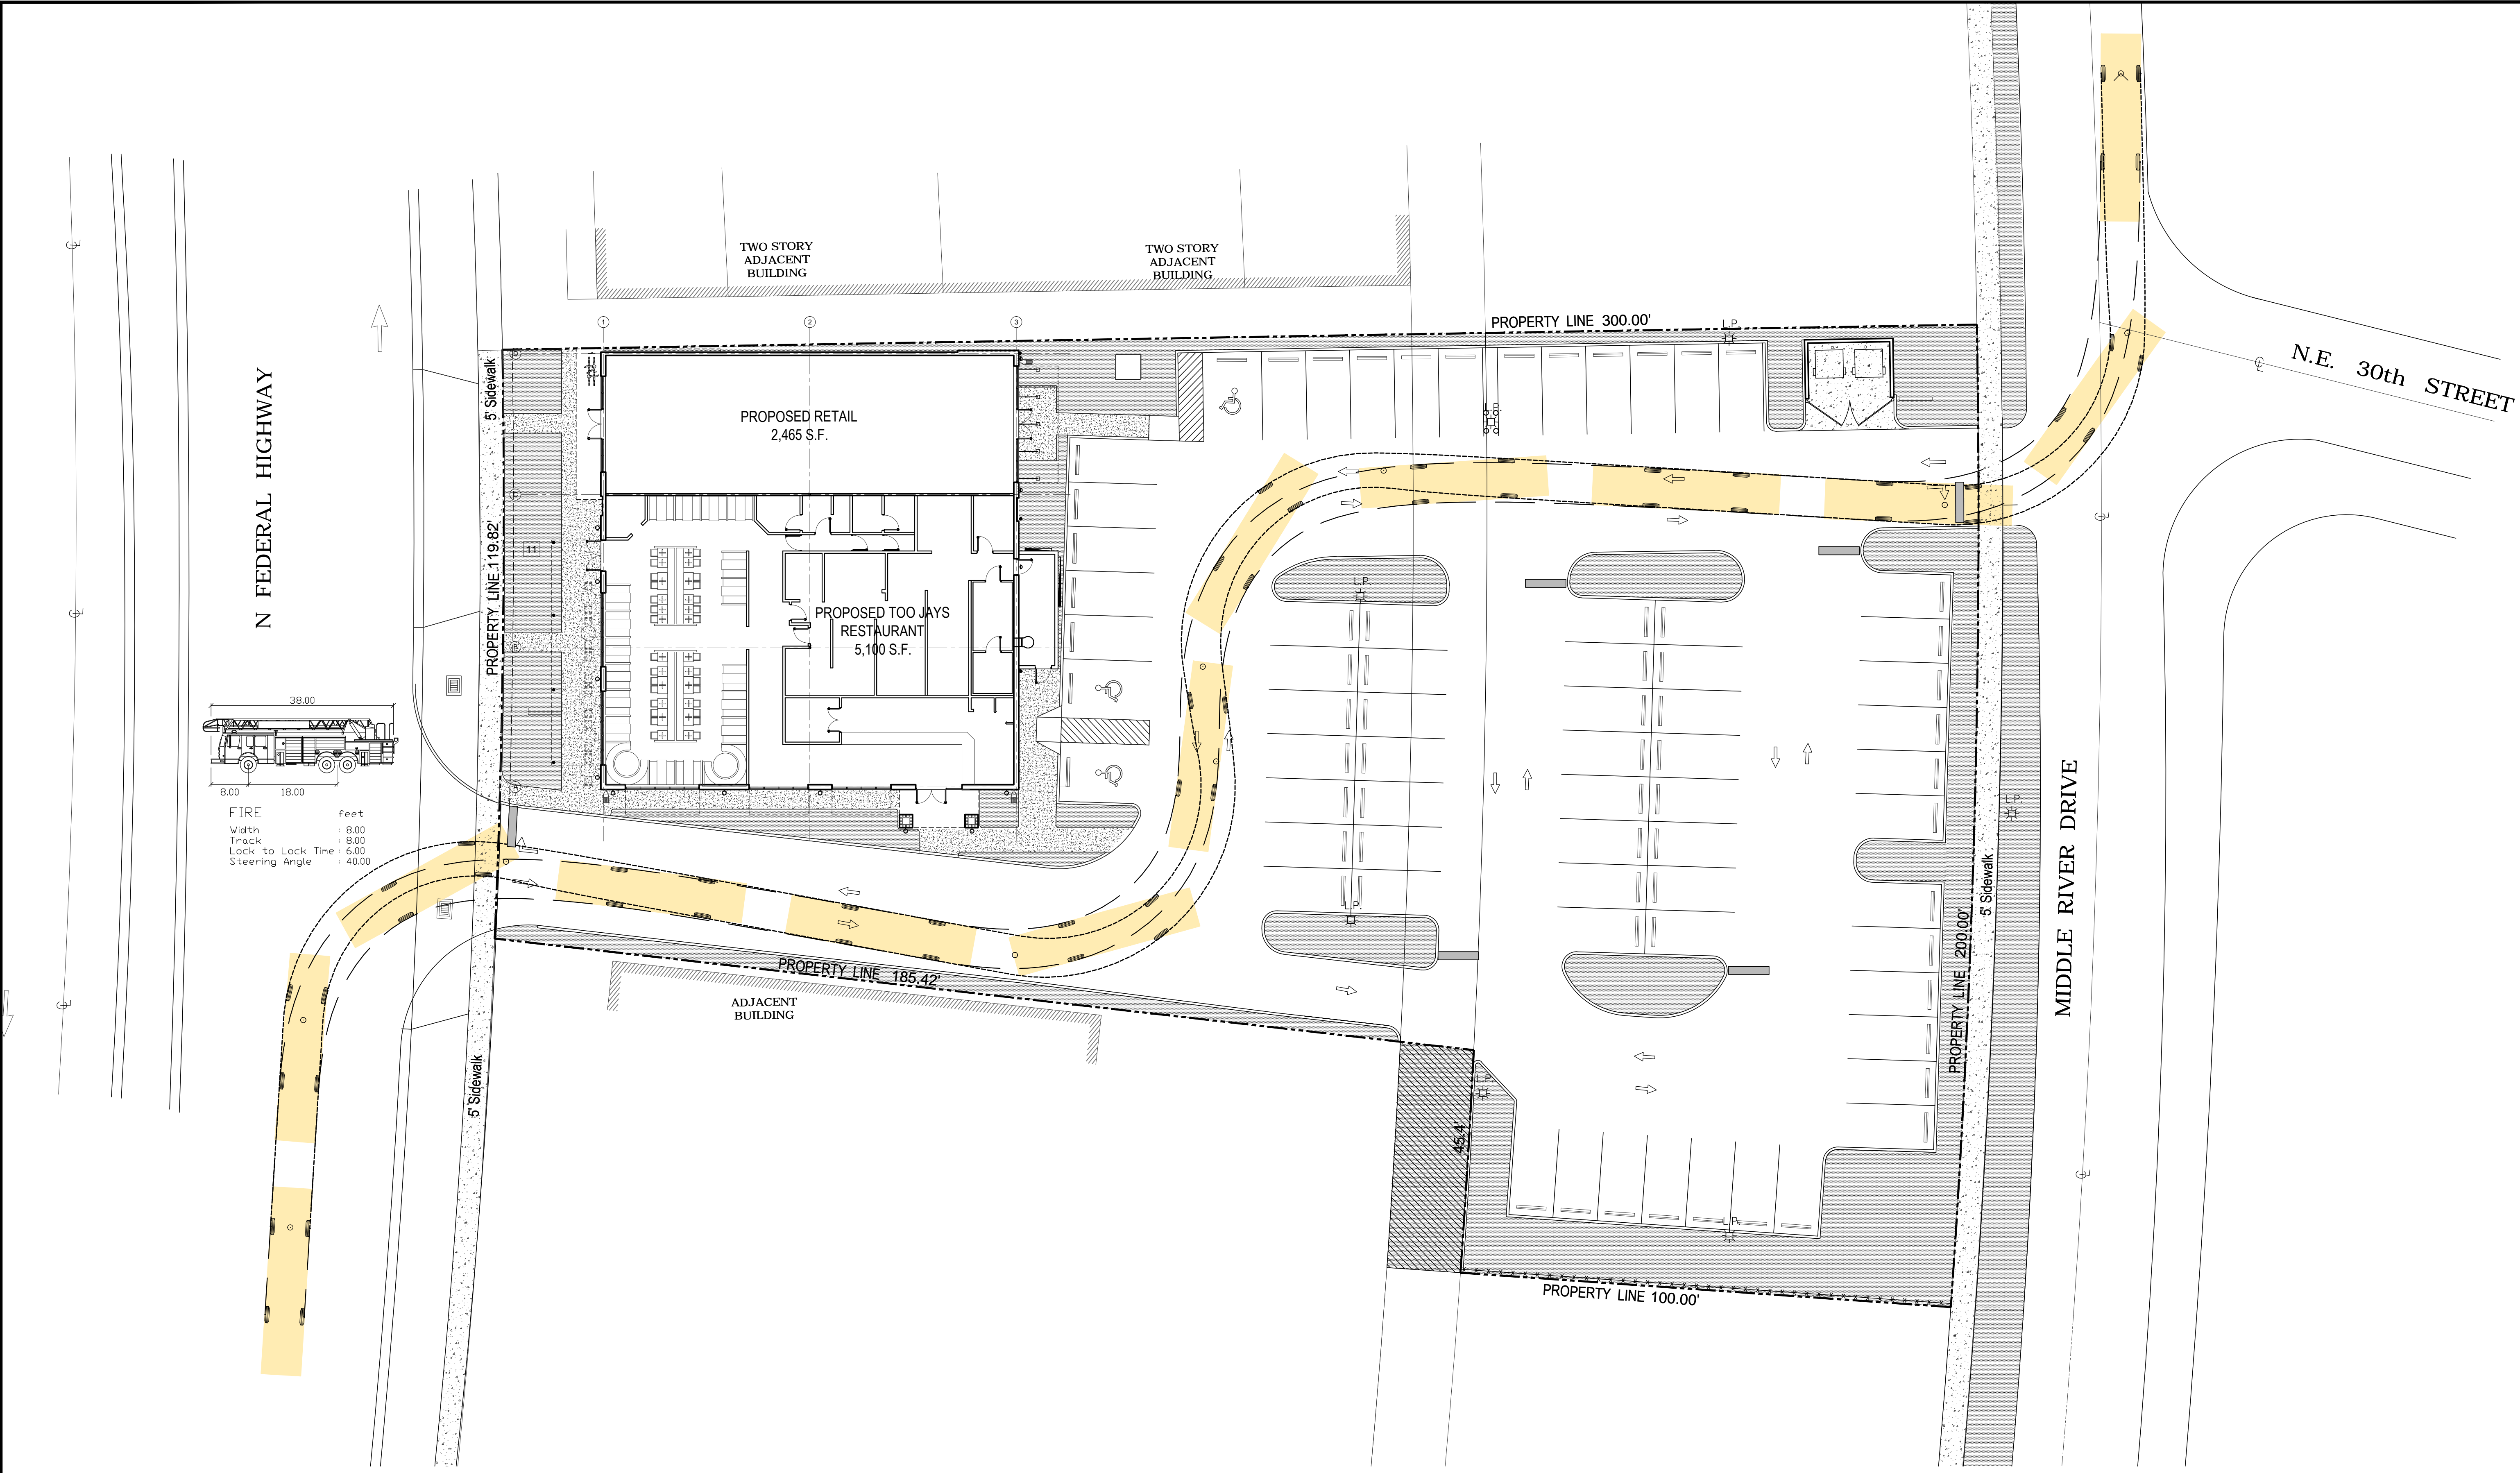 TWO STORY
ADJACENT
BUILDING
TWO STORY
ADJACENT
BUILDING
PROPERTY LINE 300.00'
L.P.
1
2
3
D
C
B
A
5' Sidewalk
N FEDERAL HIGHWAY
PROPOSED RETAIL
2,465 S.F.
L.P.
N.E. 30th STREET
PROPERTY LINE 119.82'
11
PROPOSED TOO JAYS
RESTAURANT
5,100 S.F.
L.P.
38.00
8.00
18.00
FIRE
feet
Width : 8.00
Track : 8.00
Lock to Lock Time : 6.00
Steering Angle : 40.00
L.P.
MIDDLE RIVER DRIVE
5' Sidewalk
L.P.
PROPERTY LINE 200.00'
PROPERTY LINE 185.42'
ADJACENT
BUILDING
5' Sidewalk
L.P.
45.4'
L.P.
PROPERTY LINE 100.00'